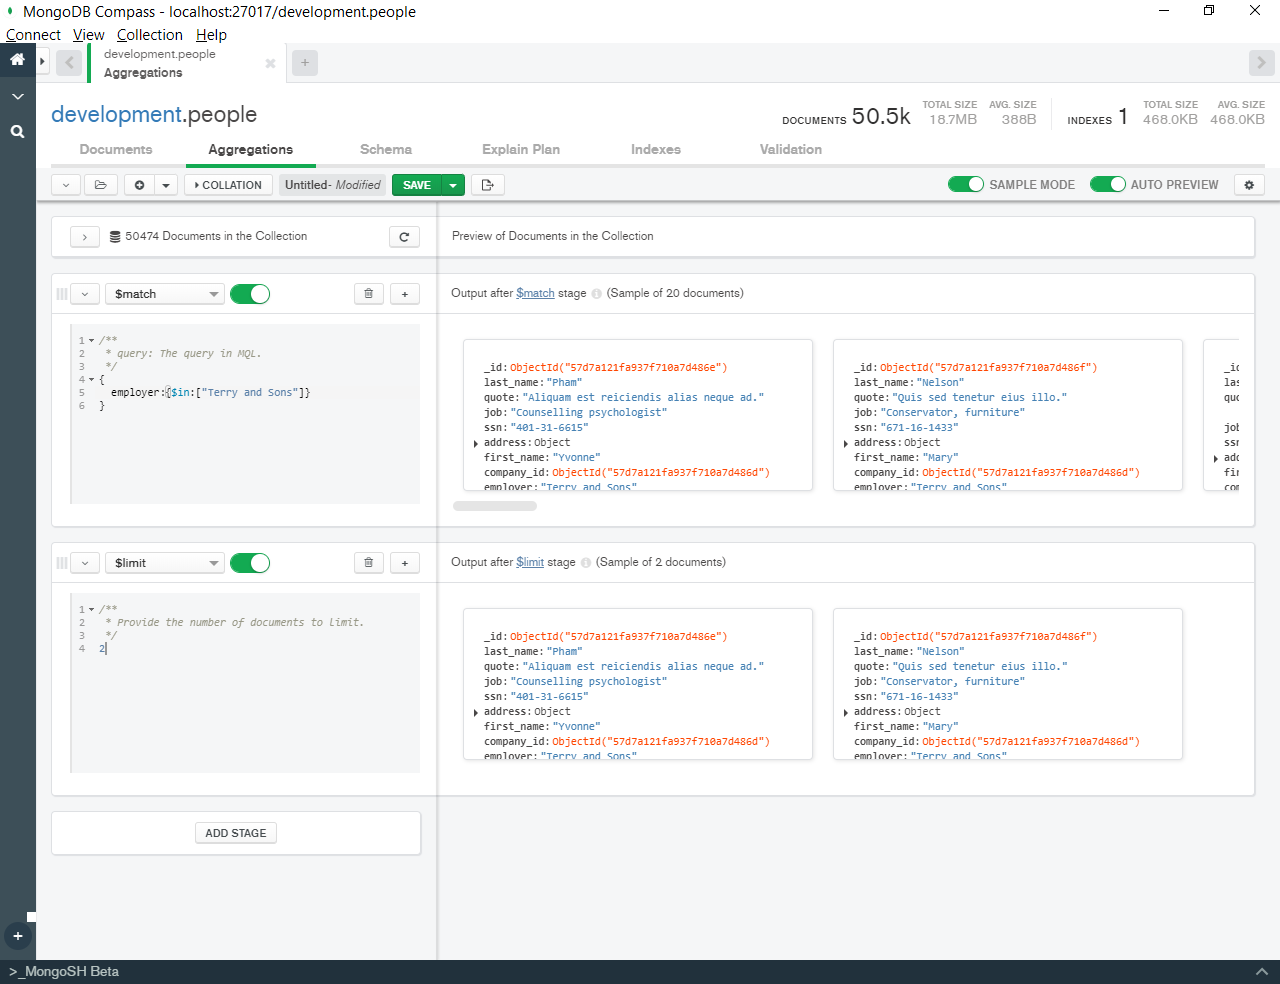 MongoDB Compass - localhost:27017/development.people
Connect View Collection Help
development.people
Aggregations
development.people
DOCUMENTS 50.5k
TOTAL SIZE 18.7MB
AVG. SIZE 388B
INDEXES 1
TOTAL SIZE 468.0KB
AVG. SIZE 468.0KB
Documents Aggregations Schema Explain Plan Indexes Validation
COLLATION Untitled- Modified SAVE SAMPLE MODE AUTO PREVIEW
50474 Documents in the Collection
Preview of Documents in the Collection
$match
Output after $match stage (Sample of 20 documents)
1 /**
2 * query: The query in MQL.
3 */
4 {
5 employer:{$in:["Terry and Sons"]}
6 }
_id: ObjectId("57d7a121fa937f710a7d486e")
last_name: "Pham"
quote: "Aliquam est reiciendis alias neque ad."
job: "Counselling psychologist"
ssn: "401-31-6615"
address: Object
first_name: "Yvonne"
company_id: ObjectId("57d7a121fa937f710a7d486d")
employer: "Terry and Sons"
_id: ObjectId("57d7a121fa937f710a7d486f")
last_name: "Nelson"
quote: "Quis sed tenetur eius illo."
job: "Conservator, furniture"
ssn: "671-16-1433"
address: Object
first_name: "Mary"
company_id: ObjectId("57d7a121fa937f710a7d486d")
employer: "Terry and Sons"
_id
las
quo
job
ssn
add
fir
com
$limit
Output after $limit stage (Sample of 2 documents)
1 /**
2 * Provide the number of documents to limit.
3 */
4 2
_id: ObjectId("57d7a121fa937f710a7d486e")
last_name: "Pham"
quote: "Aliquam est reiciendis alias neque ad."
job: "Counselling psychologist"
ssn: "401-31-6615"
address: Object
first_name: "Yvonne"
company_id: ObjectId("57d7a121fa937f710a7d486d")
employer: "Terry and Sons"
_id: ObjectId("57d7a121fa937f710a7d486f")
last_name: "Nelson"
quote: "Quis sed tenetur eius illo."
job: "Conservator, furniture"
ssn: "671-16-1433"
address: Object
first_name: "Mary"
company_id: ObjectId("57d7a121fa937f710a7d486d")
employer: "Terry and Sons"
ADD STAGE
>_MongoSH Beta